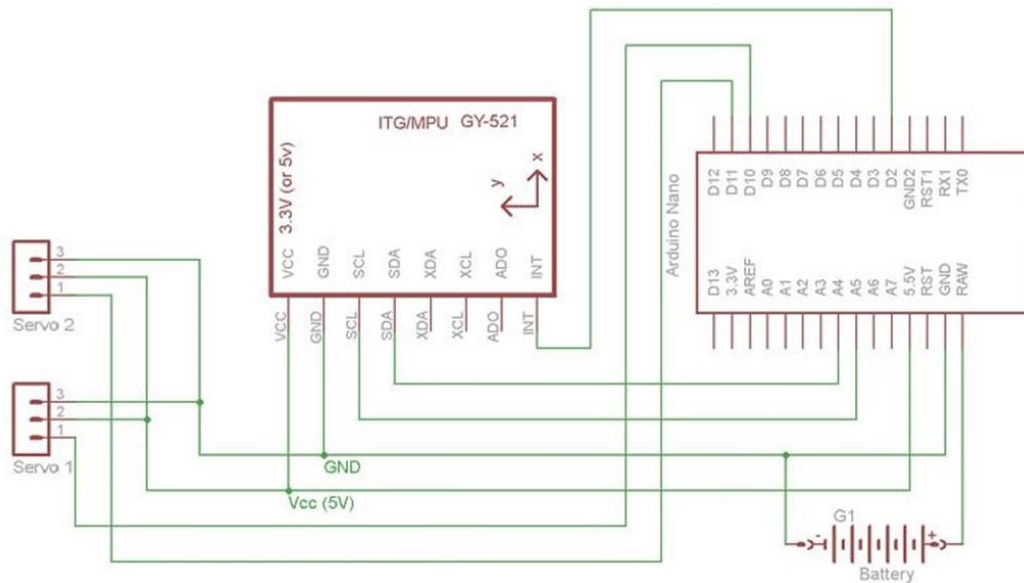 ITG/MPU GY-521
3.3V (or 5v)
x
y
VCC
GND
SCL
SDA
XDA
XCL
ADO
INT
VCC
GND
SCL
SDA
XDA
XCL
ADO
INT
Arduino Nano
D12
D11
D10
D9
D8
D7
D6
D5
D4
D3
D2
GND2
RST1
RX1
TX0
D13
3.3V
AREF
A0
A1
A2
A3
A4
A5
A6
A7
5.5V
RST
GND
RAW
3
2
1
Servo 2
3
2
1
Servo 1
GND
Vcc (5V)
G1
- +
Battery